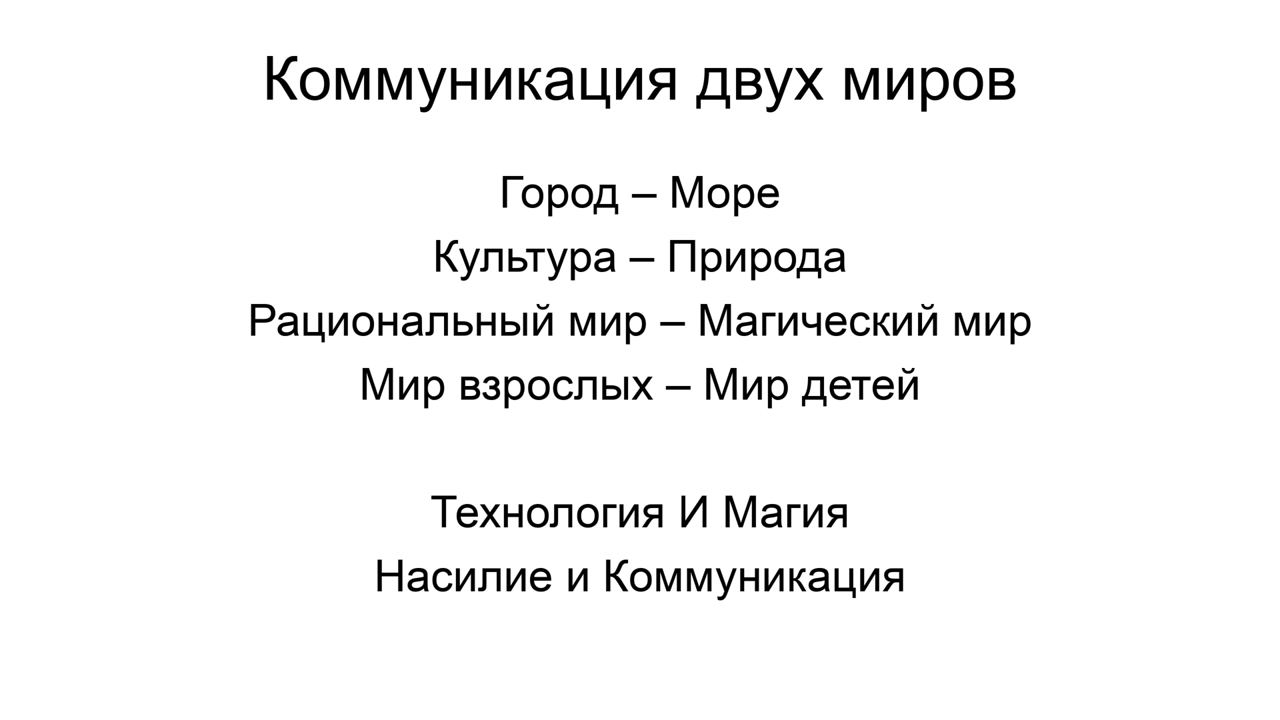 Коммуникация двух миров
Город – Море
Культура – Природа
Рациональный мир – Магический мир
Мир взрослых – Мир детей
Технология И Магия
Насилие и Коммуникация